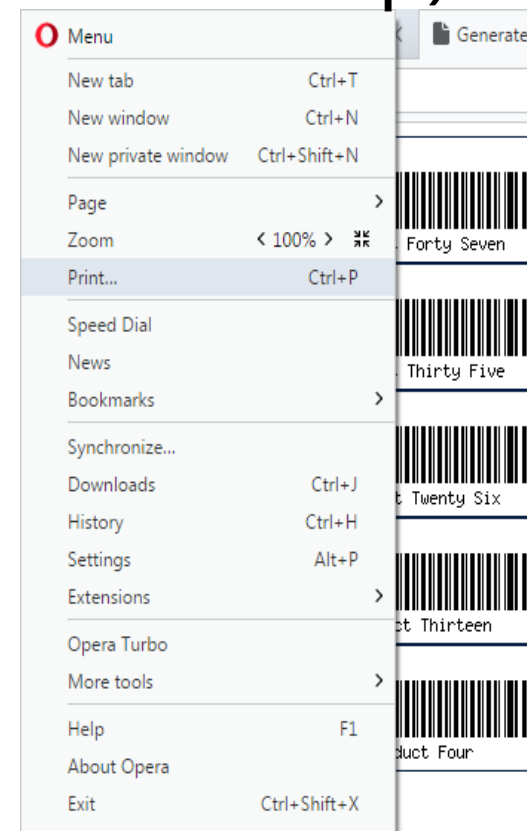 Menu
Generate
New tab Ctrl+T
New window Ctrl+N
New private window Ctrl+Shift+N
Page
Zoom 100%
Forty Seven
Print... Ctrl+P
Speed Dial
News
Thirty Five
Bookmarks
Synchronize...
Downloads Ctrl+J
Twenty Six
History Ctrl+H
Settings Alt+P
Extensions
Thirteen
Opera Turbo
More tools
Help F1
Four
About Opera
Exit Ctrl+Shift+X